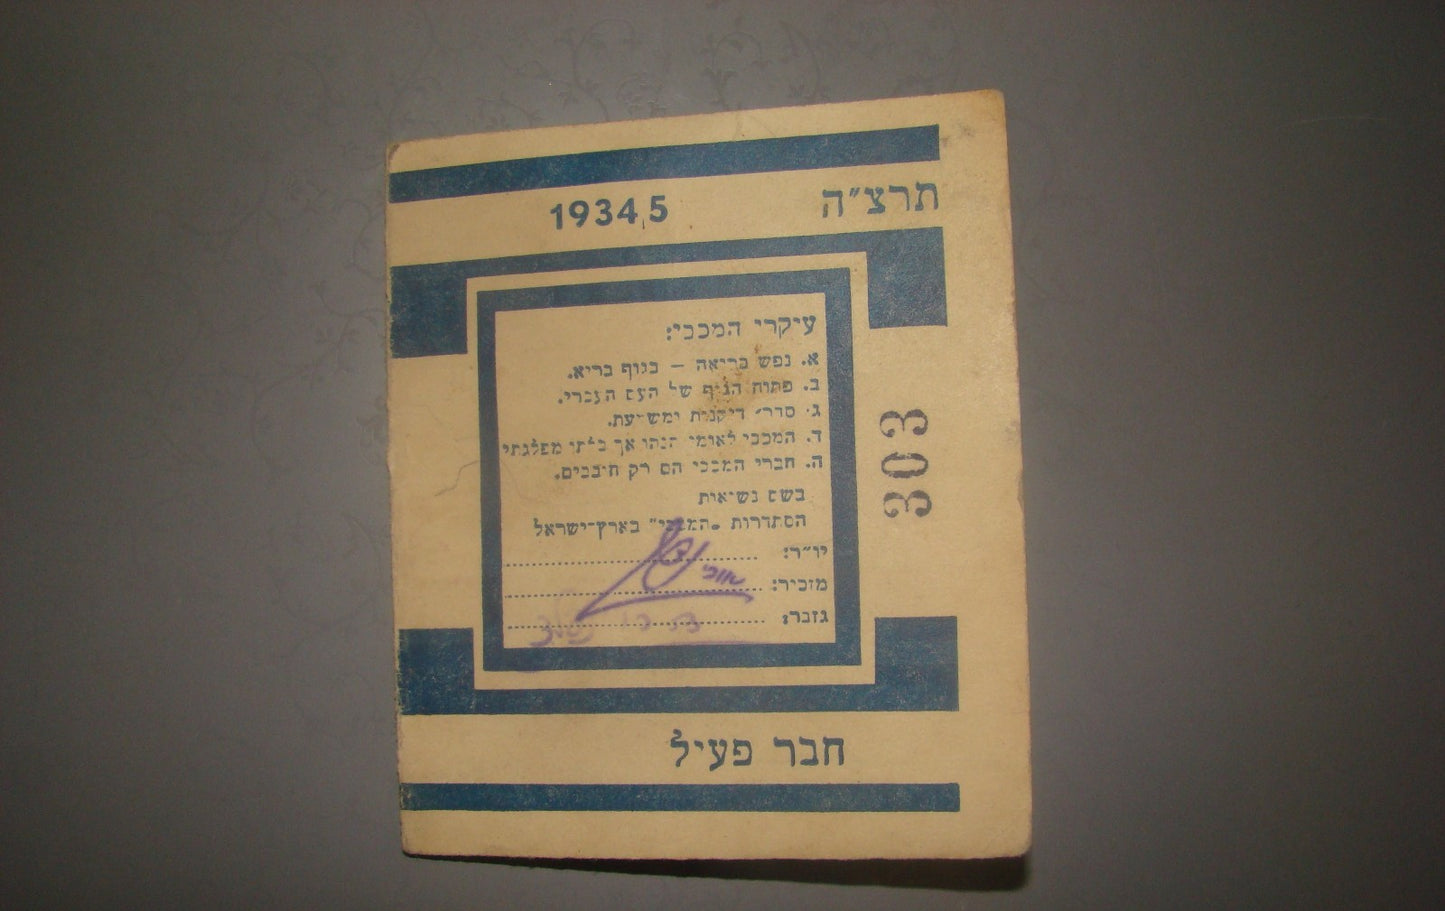 תרצ״ה 1934,5
עיקרי המכבי:
א. נפש בריאה — בגוף בריא.
ב. פתוח הגוף של העם העברי.
ג. סדר, דיקנות ומשמעת.
ד. המכבי לאומי הנהו אך בלתי מפלגתי
ה. חברי המכבי הם רק חובבים.
בשם נשיאות
הסתדרות „המכבי״ בארץ־ישראל
יו״ר:
מזכיר:
גזבר:
303
חבר פעיל